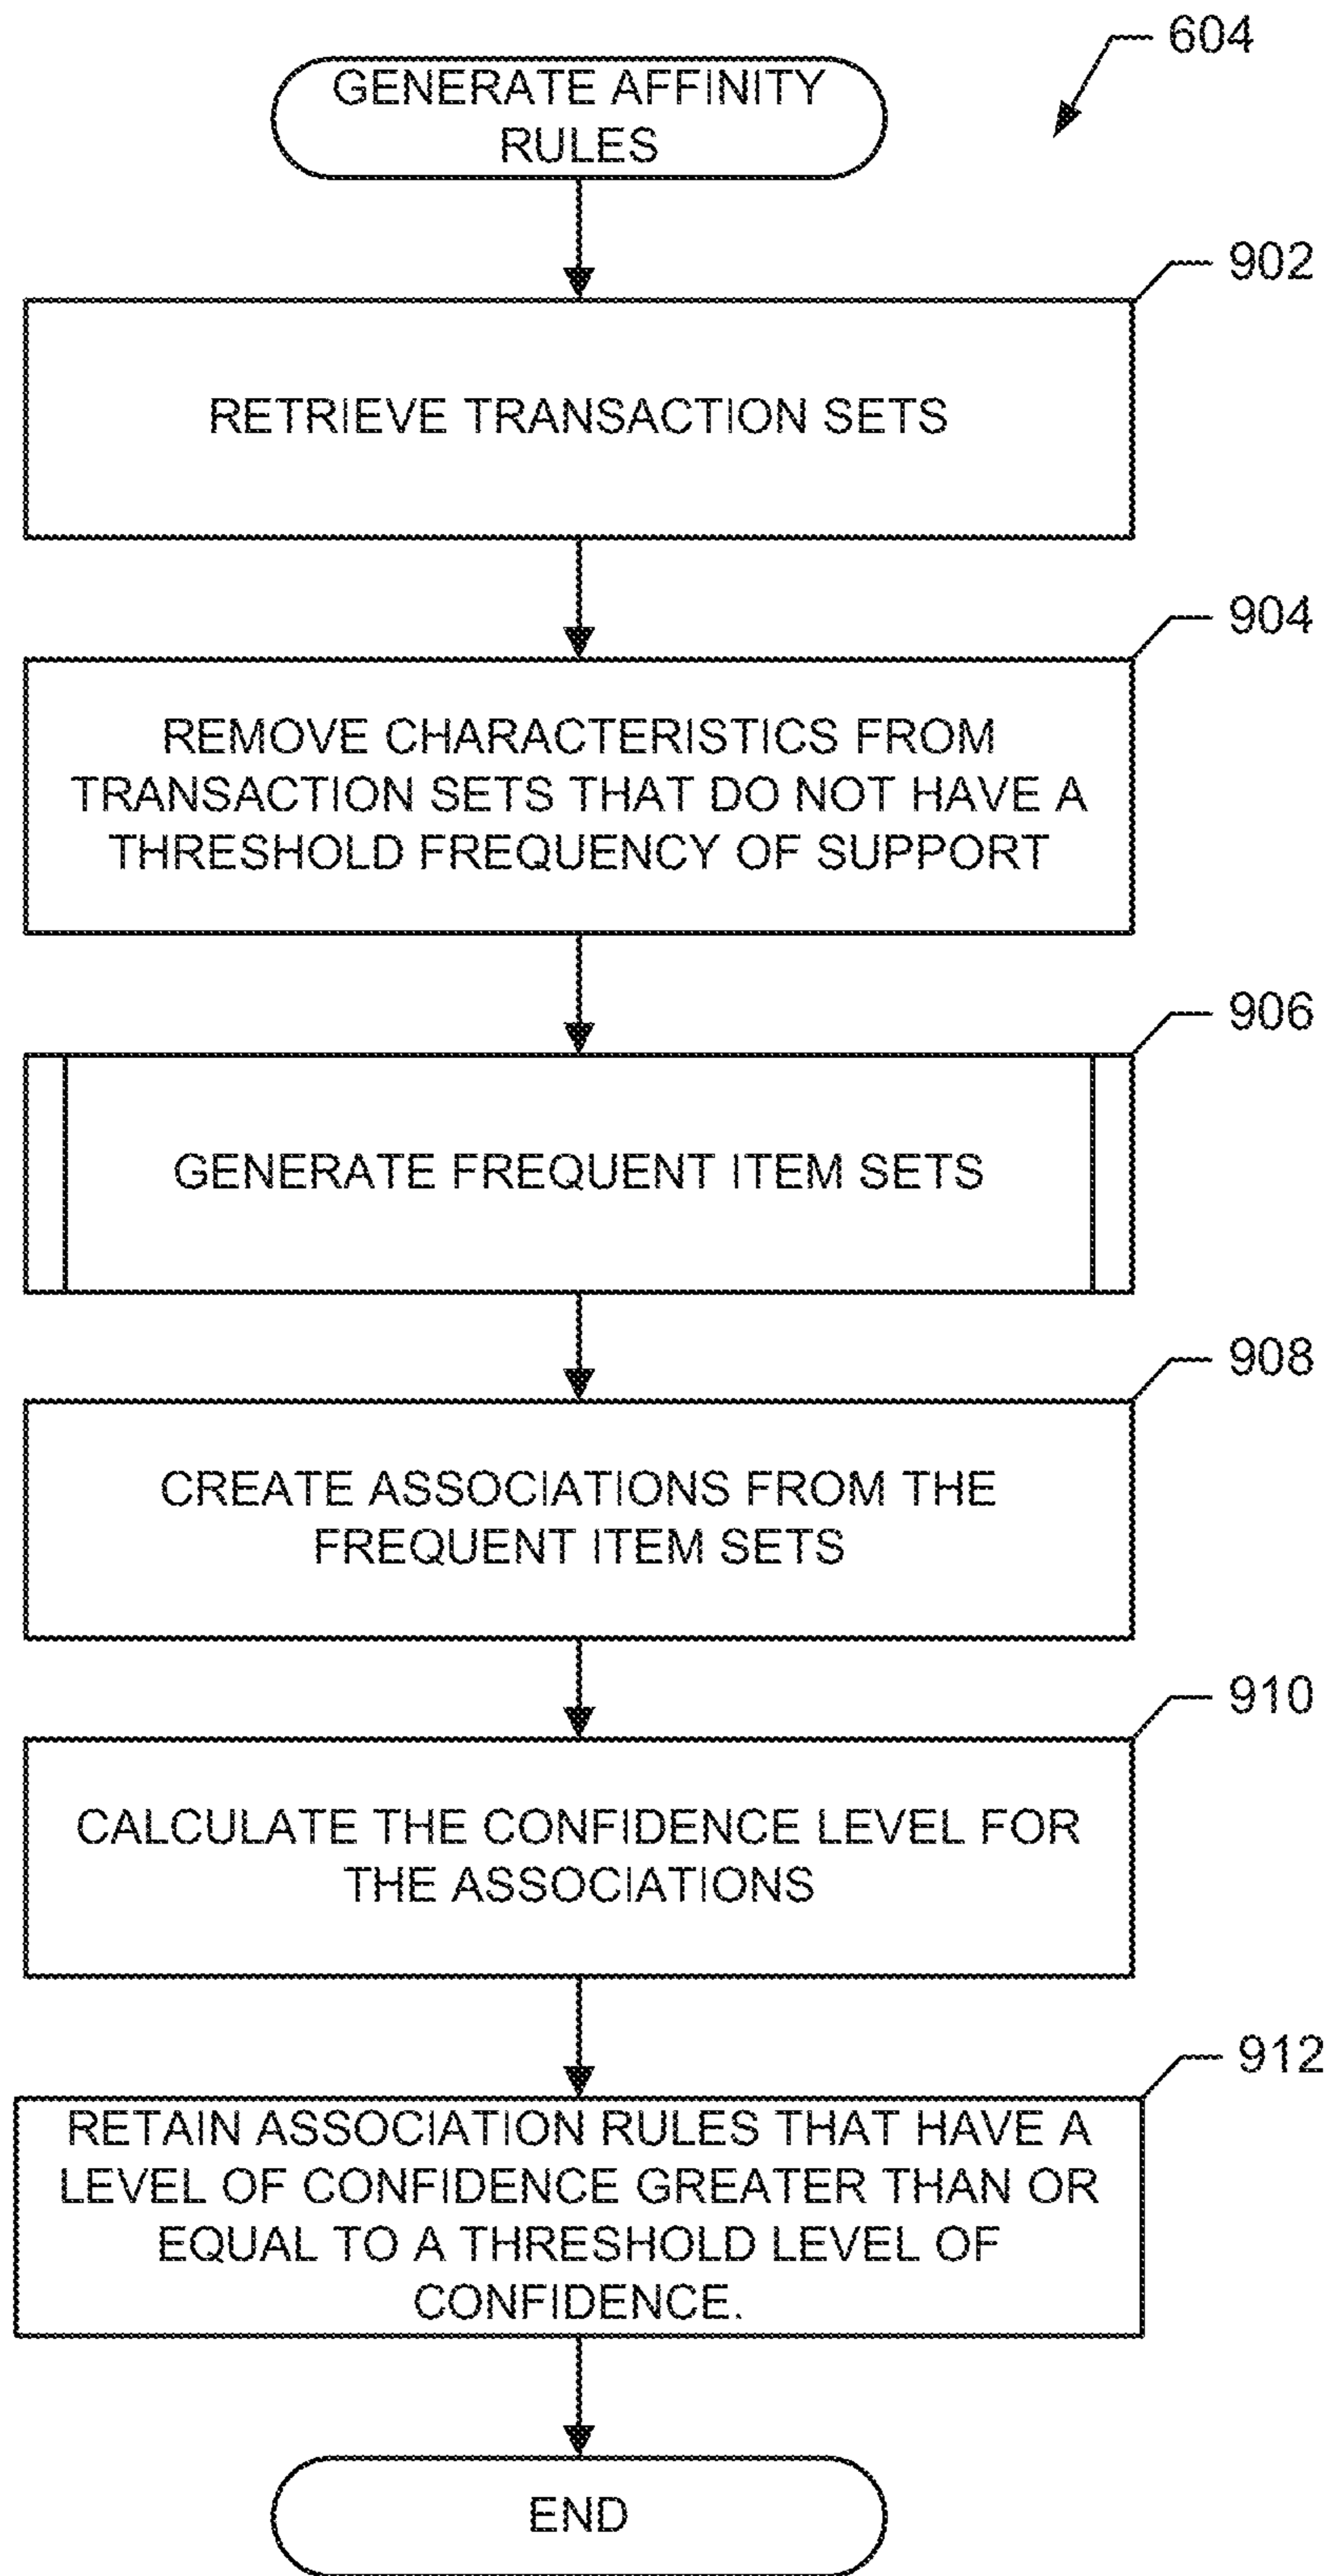 604
GENERATE AFFINITY
RULES
902
RETRIEVE TRANSACTION SETS
904
REMOVE CHARACTERISTICS FROM
TRANSACTION SETS THAT DO NOT HAVE A
THRESHOLD FREQUENCY OF SUPPORT
906
GENERATE FREQUENT ITEM SETS
908
CREATE ASSOCIATIONS FROM THE
FREQUENT ITEM SETS
910
CALCULATE THE CONFIDENCE LEVEL FOR
THE ASSOCIATIONS
912
RETAIN ASSOCIATION RULES THAT HAVE A
LEVEL OF CONFIDENCE GREATER THAN OR
EQUAL TO A THRESHOLD LEVEL OF
CONFIDENCE.
END